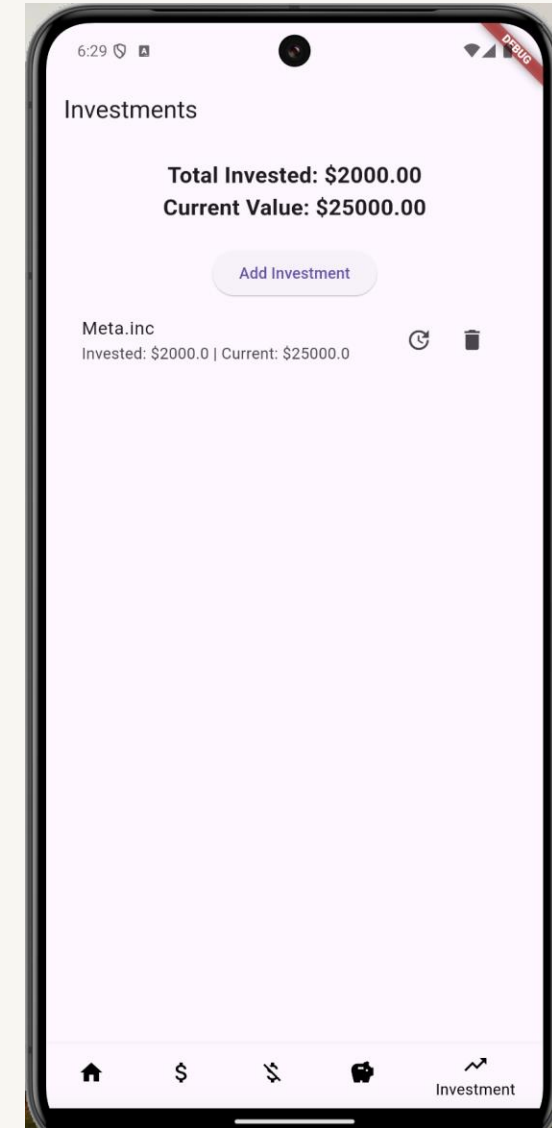 6:29
DEBUG
Investments
Total Invested: $2000.00
Current Value: $25000.00
Add Investment
Meta.inc
Invested: $2000.0 | Current: $25000.0
Investment